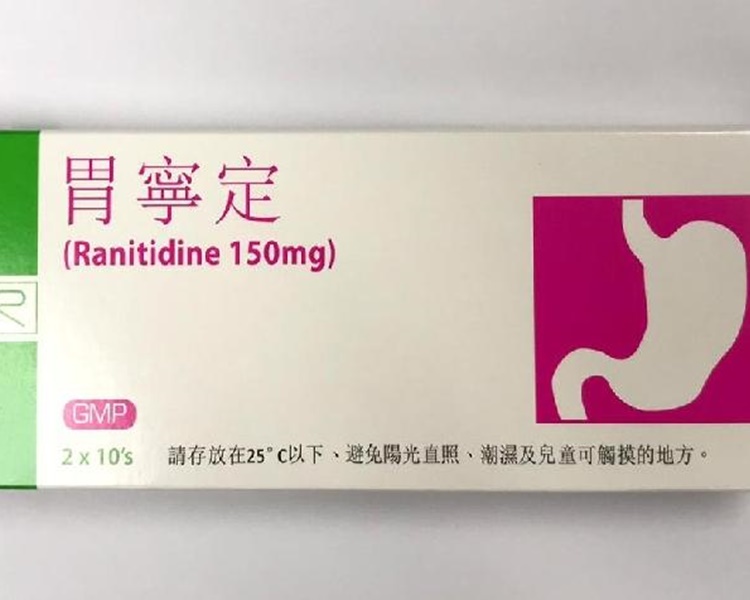 胃寧定
(Ranitidine 150mg)
GMP
2 x 10's
請存放在25°C以下、避免陽光直照、潮濕及兒童可觸摸的地方。